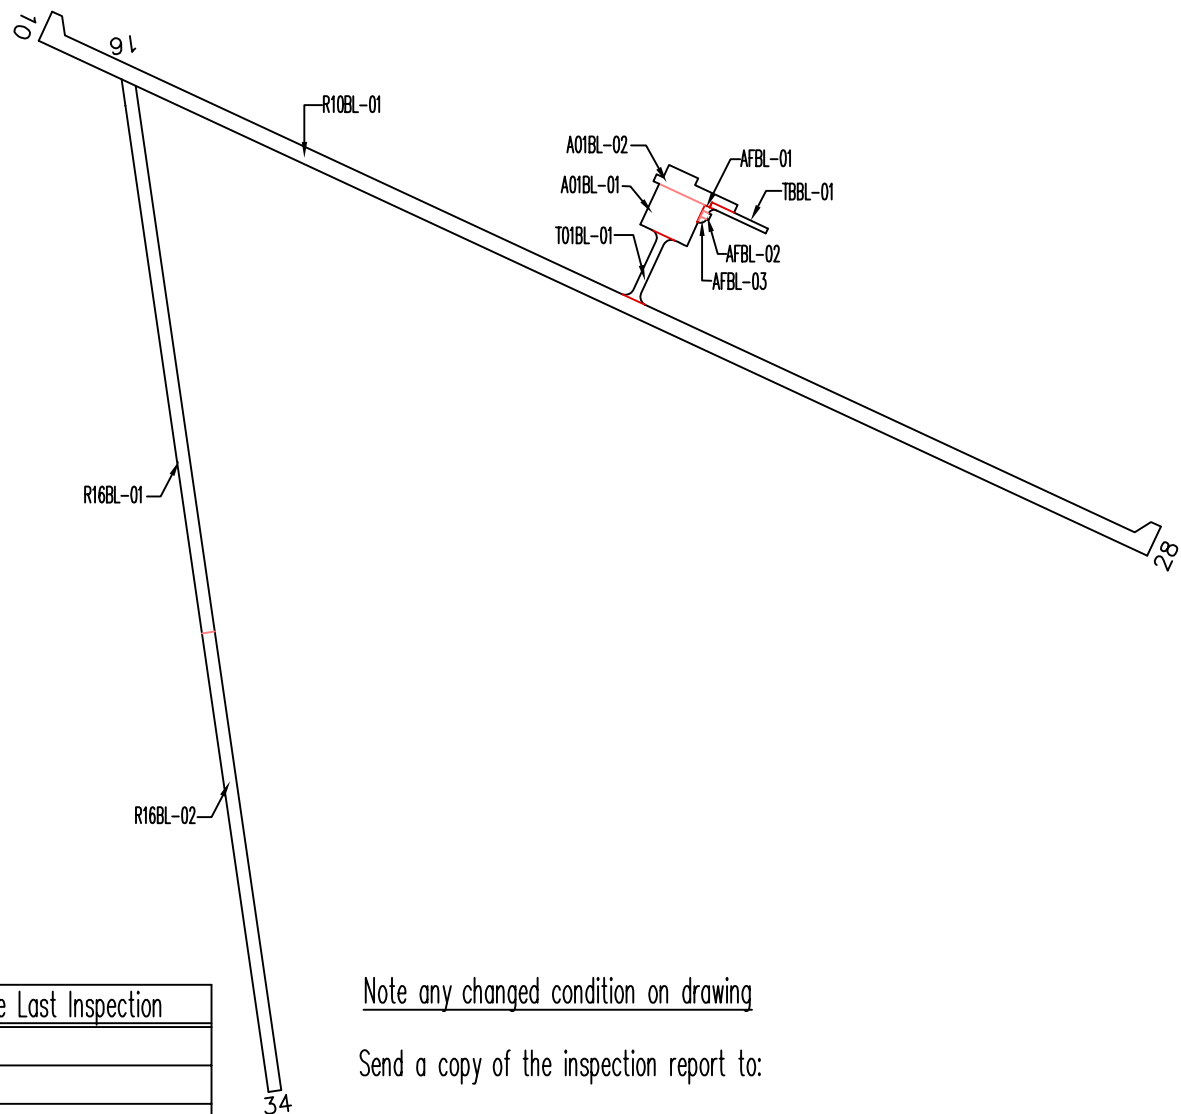 10
16
R10BL-01
A01BL-02
AFBL-01
A01BL-01
TBBL-01
T01BL-01
AFBL-02
AFBL-03
R16BL-01
28
R16BL-02
e Last Inspection
Note any changed condition on drawing
Send a copy of the inspection report to:
34